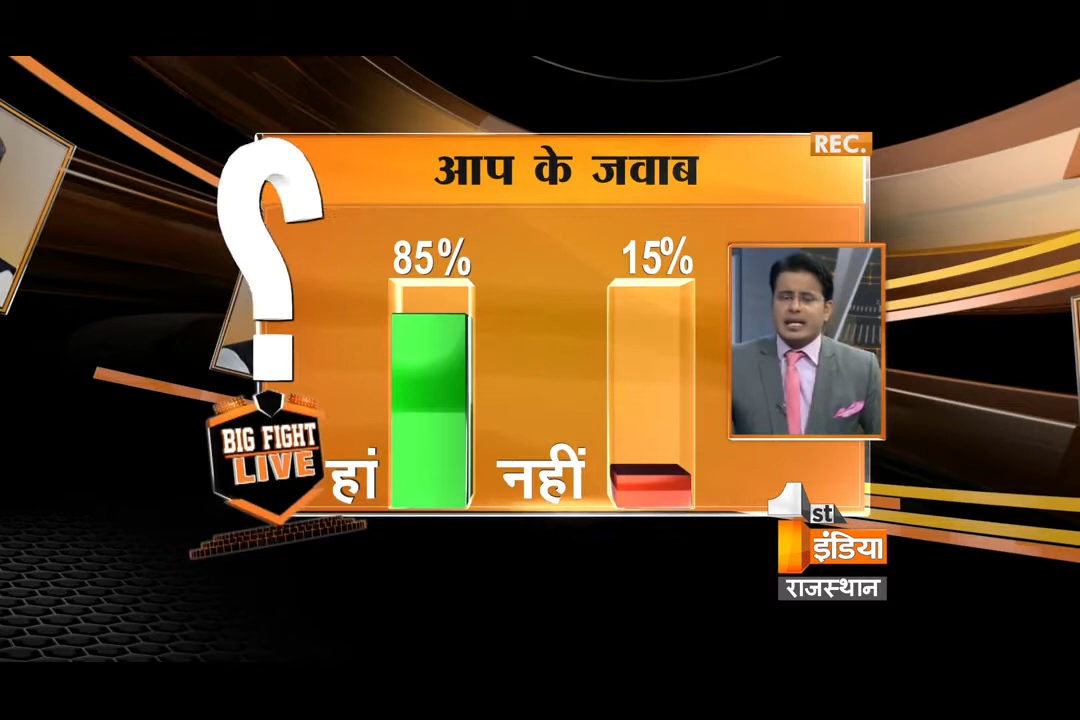 REC.
आप के जवाब
85%
15%
BIG FIGHT
LIVE
हां
नहीं
1st
इंडिया
राजस्थान